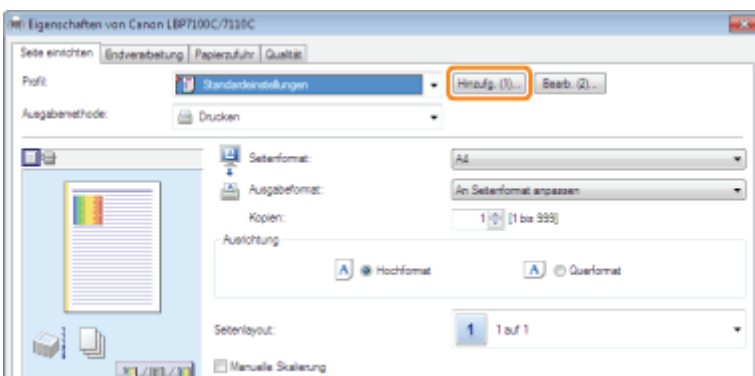 Eigenschaften von Canon LBP7100C/7110C
Seite einrichten Endverarbeitung Papierzufuhr Qualität
Profil: Standardeinstellungen Hinzufg. (1)... Bearb. (2)...
Ausgabemethode: Drucken
Seitenformat: A4
Ausgabeformat: An Seitenformat anpassen
Kopien: 1 [1 bis 999]
Ausrichtung
A Hochformat A Querformat
Seitenlayout: 1 1 auf 1
Manuelle Skalierung